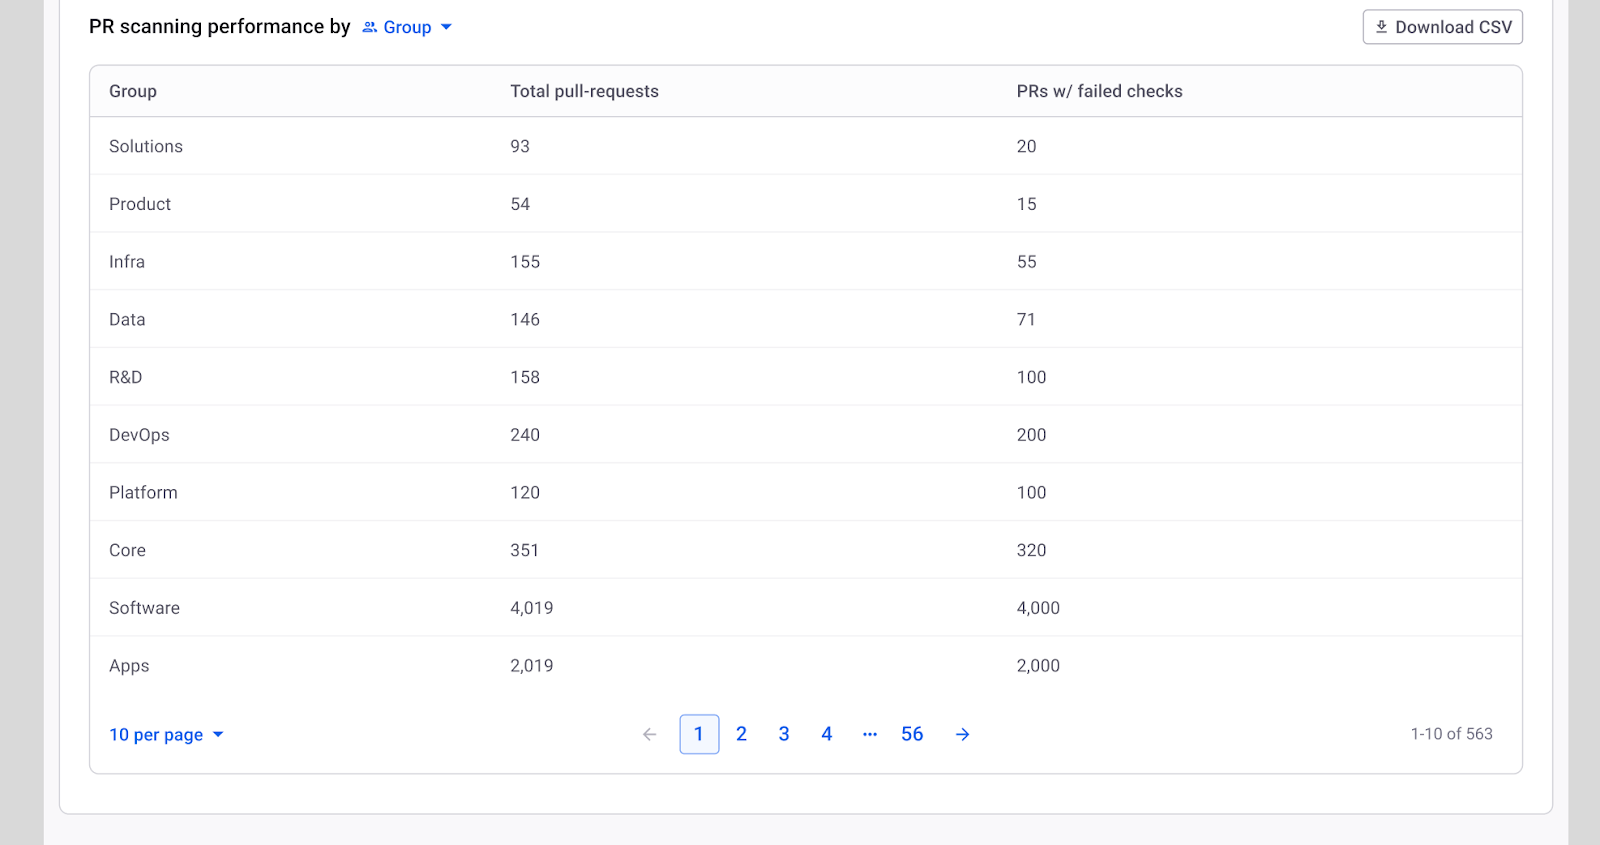 PR scanning performance by Group Download CSV
Group Total pull-requests PRs w/ failed checks
Solutions 93 20
Product 54 15
Infra 155 55
Data 146 71
R&D 158 100
DevOps 240 200
Platform 120 100
Core 351 320
Software 4,019 4,000
Apps 2,019 2,000
10 per page 1 2 3 4 ··· 56 1-10 of 563